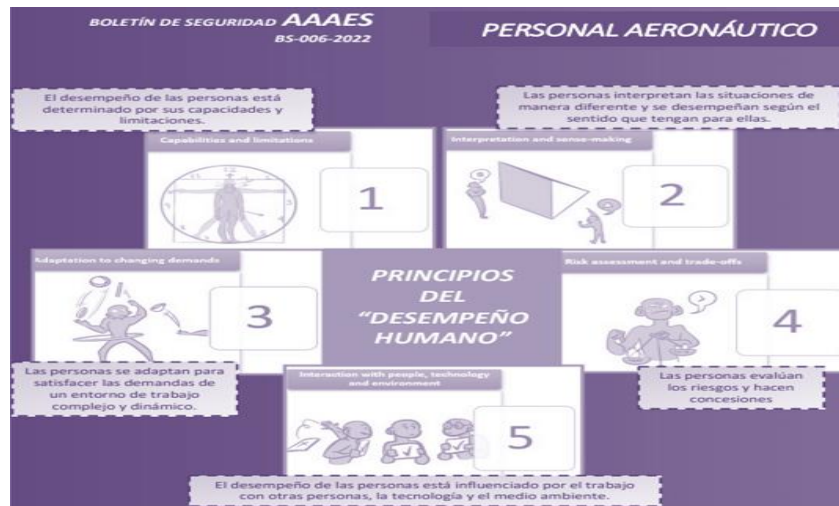 BOLETÍN DE SEGURIDAD AAAES
BS-006-2022
PERSONAL AERONÁUTICO
El desempeño de las personas está
determinado por sus capacidades y
limitaciones.
Las personas interpretan las situaciones de
manera diferente y se desempeñan según el
sentido que tengan para ellas.
Capabilities and limitations
1
Interpretation and sense-making
2
Adaptation to changing demands
3
PRINCIPIOS
DEL
"DESEMPEÑO
HUMANO"
Risk assessment and trade-offs
4
Las personas se adaptan para
satisfacer las demandas de
un entorno de trabajo
complejo y dinámico.
Interaction with people, technology
and environment
5
Las personas evalúan
los riesgos y hacen
concesiones
El desempeño de las personas está influenciado por el trabajo
con otras personas, la tecnología y el medio ambiente.